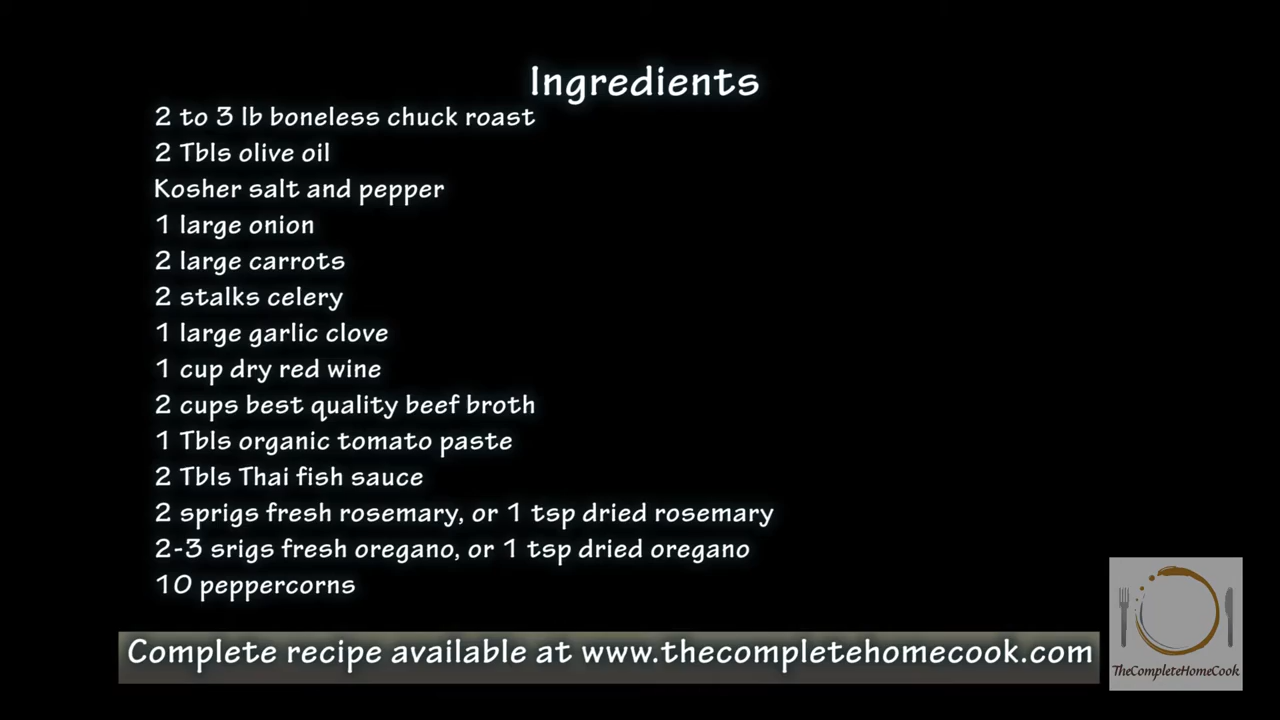 Ingredients
2 to 3 lb boneless chuck roast
2 Tbls olive oil
Kosher salt and pepper
1 large onion
2 large carrots
2 stalks celery
1 large garlic clove
1 cup dry red wine
2 cups best quality beef broth
1 Tbls organic tomato paste
2 Tbls Thai fish sauce
2 sprigs fresh rosemary, or 1 tsp dried rosemary
2-3 srigs fresh oregano, or 1 tsp dried oregano
10 peppercorns
Complete recipe available at www.thecompletehomecook.com
TheCompleteHomeCook